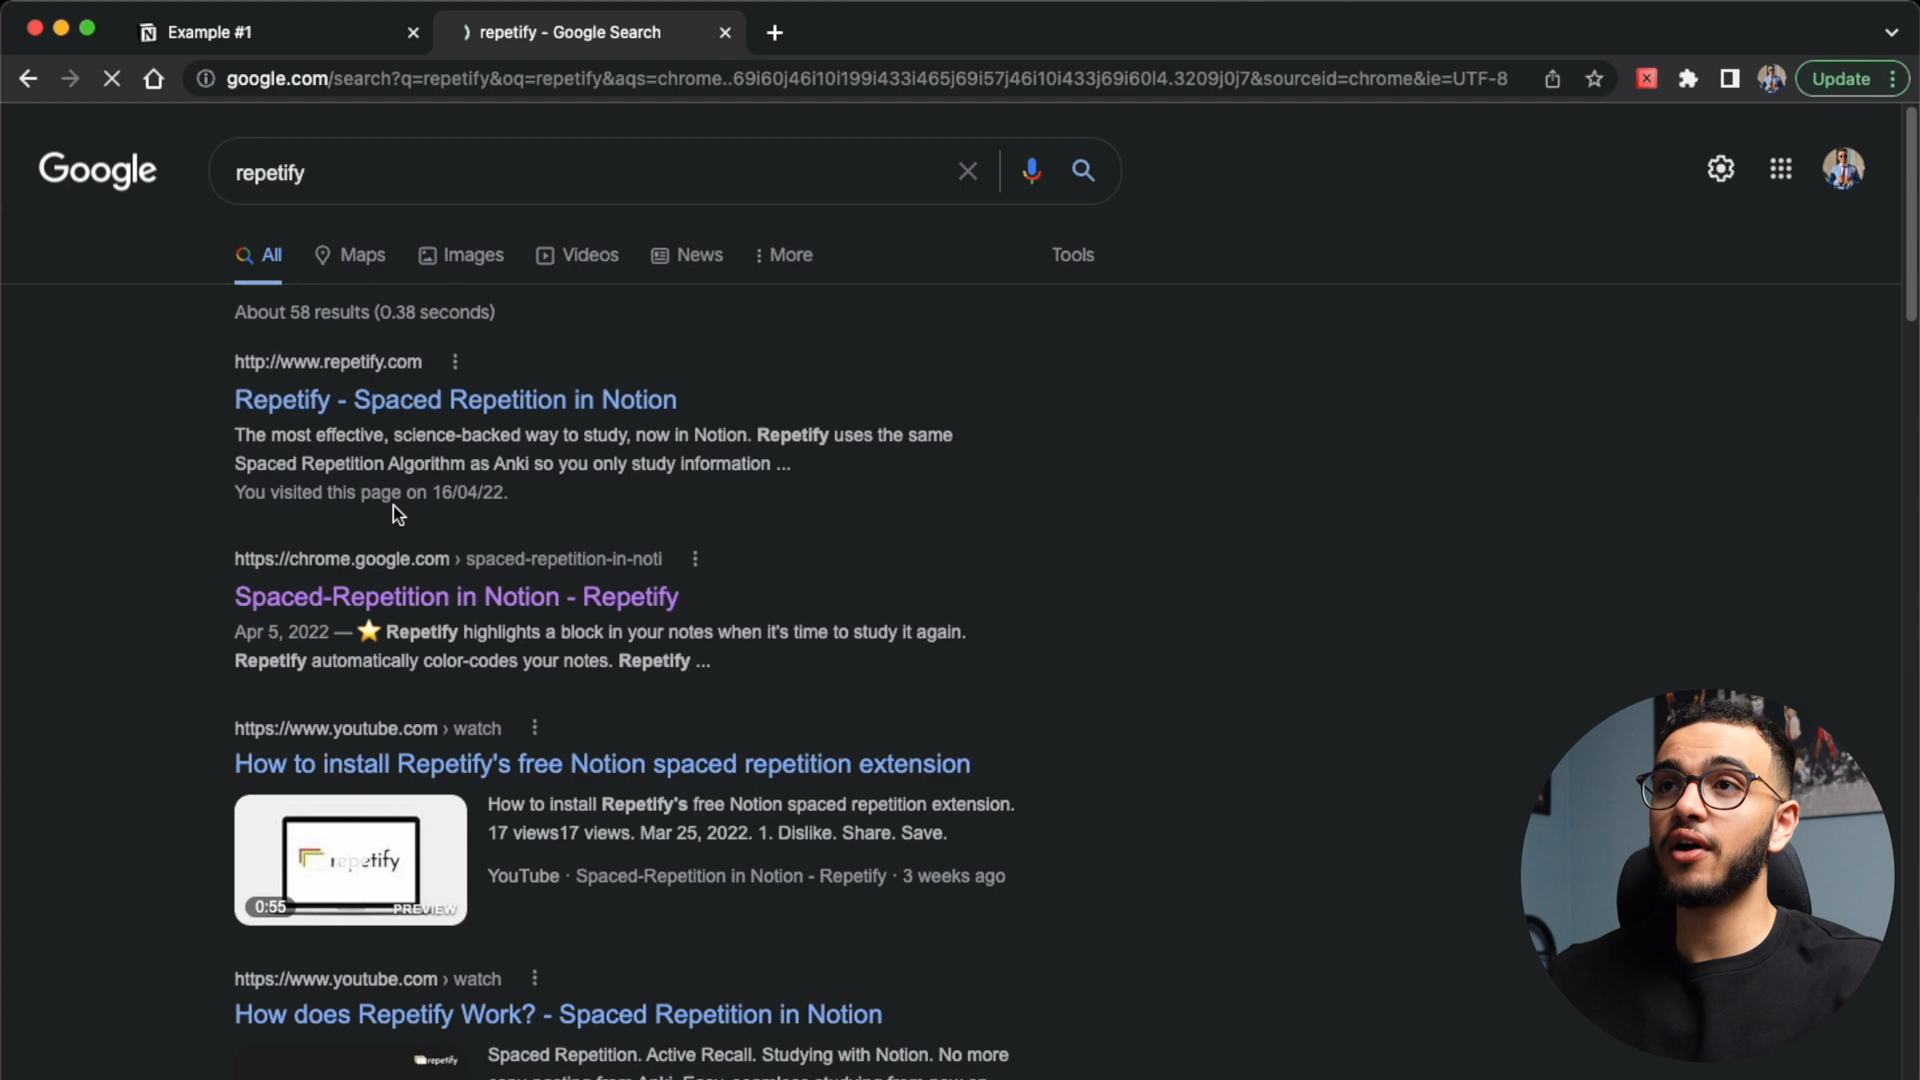 Example #1
repetify - Google Search
google.com/search?q=repetify&oq=repetify&aqs=chrome..69i60j46i10i199i433i465j69i57j46i10i433j69i60l4.3209j0j7&sourceid=chrome&ie=UTF-8
Update
Google
repetify
All
Maps
Images
Videos
News
More
Tools
About 58 results (0.38 seconds)
http://www.repetify.com
Repetify - Spaced Repetition in Notion
The most effective, science-backed way to study, now in Notion. Repetify uses the same
Spaced Repetition Algorithm as Anki so you only study information ...
You visited this page on 16/04/22.
https://chrome.google.com › spaced-repetition-in-noti
Spaced-Repetition in Notion - Repetify
Apr 5, 2022 — ⭐ Repetify highlights a block in your notes when it's time to study it again.
Repetify automatically color-codes your notes. Repetify ...
https://www.youtube.com › watch
How to install Repetify's free Notion spaced repetition extension
repetify
0:55
PREVIEW
How to install Repetify's free Notion spaced repetition extension.
17 views17 views. Mar 25, 2022. 1. Dislike. Share. Save.
YouTube · Spaced-Repetition in Notion - Repetify · 3 weeks ago
https://www.youtube.com › watch
How does Repetify Work? - Spaced Repetition in Notion
repetify
Spaced Repetition. Active Recall. Studying with Notion. No more